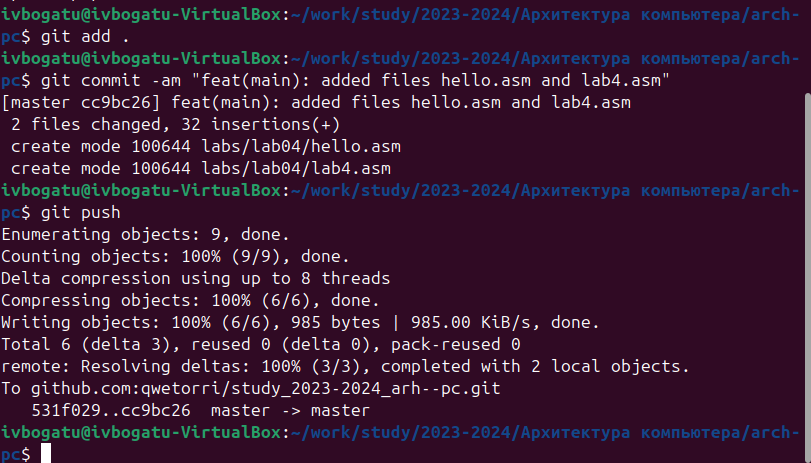 ivbogatu@ivbogatu-VirtualBox:~/work/study/2023-2024/Архитектура компьютера/arch-
pc$ git add .
ivbogatu@ivbogatu-VirtualBox:~/work/study/2023-2024/Архитектура компьютера/arch-
pc$ git commit -am "feat(main): added files hello.asm and lab4.asm"
[master cc9bc26] feat(main): added files hello.asm and lab4.asm
 2 files changed, 32 insertions(+)
 create mode 100644 labs/lab04/hello.asm
 create mode 100644 labs/lab04/lab4.asm
ivbogatu@ivbogatu-VirtualBox:~/work/study/2023-2024/Архитектура компьютера/arch-
pc$ git push
Enumerating objects: 9, done.
Counting objects: 100% (9/9), done.
Delta compression using up to 8 threads
Compressing objects: 100% (6/6), done.
Writing objects: 100% (6/6), 985 bytes | 985.00 KiB/s, done.
Total 6 (delta 3), reused 0 (delta 0), pack-reused 0
remote: Resolving deltas: 100% (3/3), completed with 2 local objects.
To github.com:qwetorri/study_2023-2024_arh--pc.git
   531f029..cc9bc26  master -> master
ivbogatu@ivbogatu-VirtualBox:~/work/study/2023-2024/Архитектура компьютера/arch-
pc$